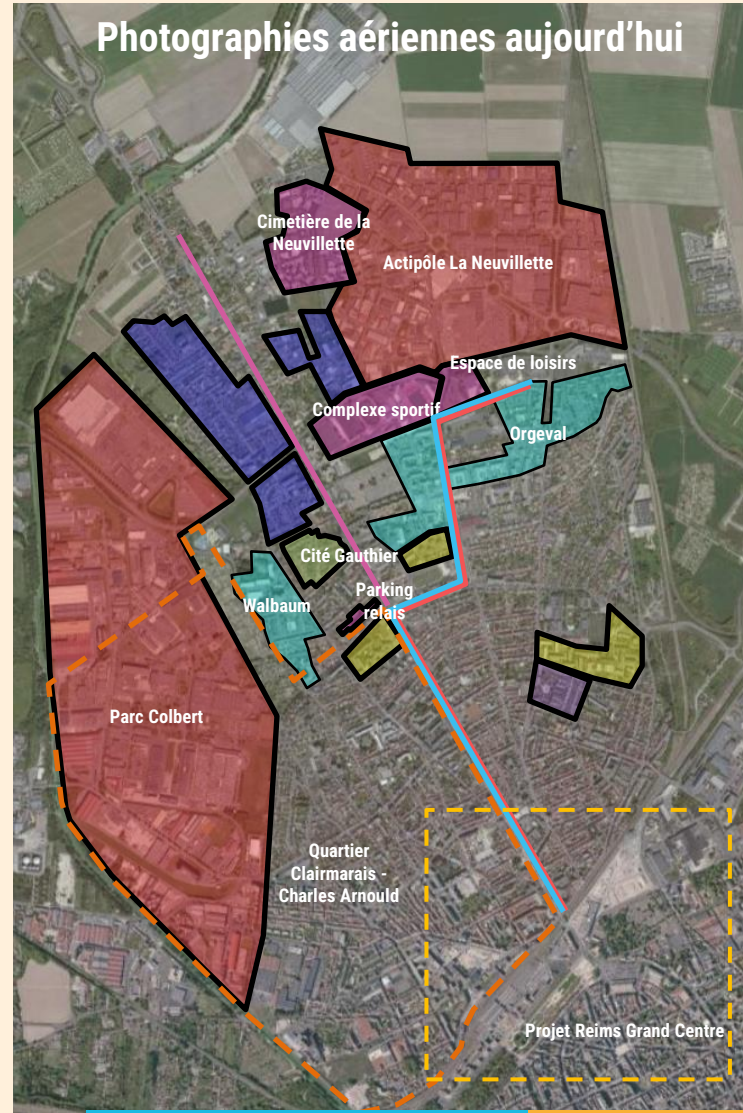 Photographies aériennes aujourd’hui
Cimetière de la
Neuvillette
Actipôle La Neuvillette
Espace de loisirs
Complexe sportif
Orgeval
Cité Gauthier
Parking
relais
Walbaum
Parc Colbert
Quartier
Clairmarais -
Charles Arnould
Projet Reims Grand Centre